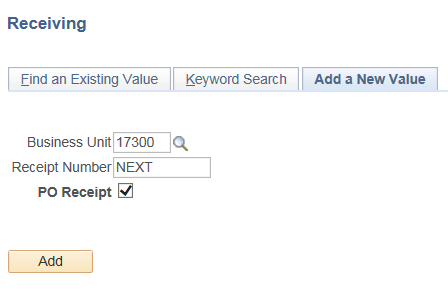 Receiving
Find an Existing Value Keyword Search Add a New Value
Business Unit 17300
Receipt Number NEXT
PO Receipt
Add